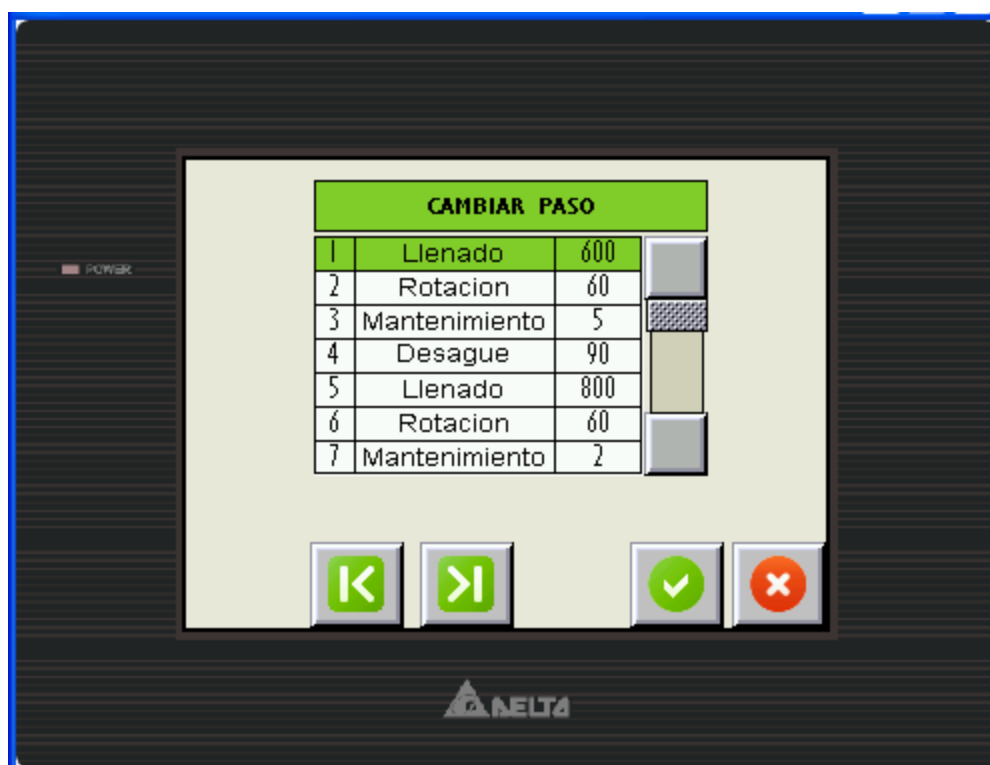 CAMBIAR PASO
1 Llenado 600
2 Rotacion 60
3 Mantenimiento 5
4 Desague 90
5 Llenado 800
6 Rotacion 60
7 Mantenimiento 2
POWER
DELTA